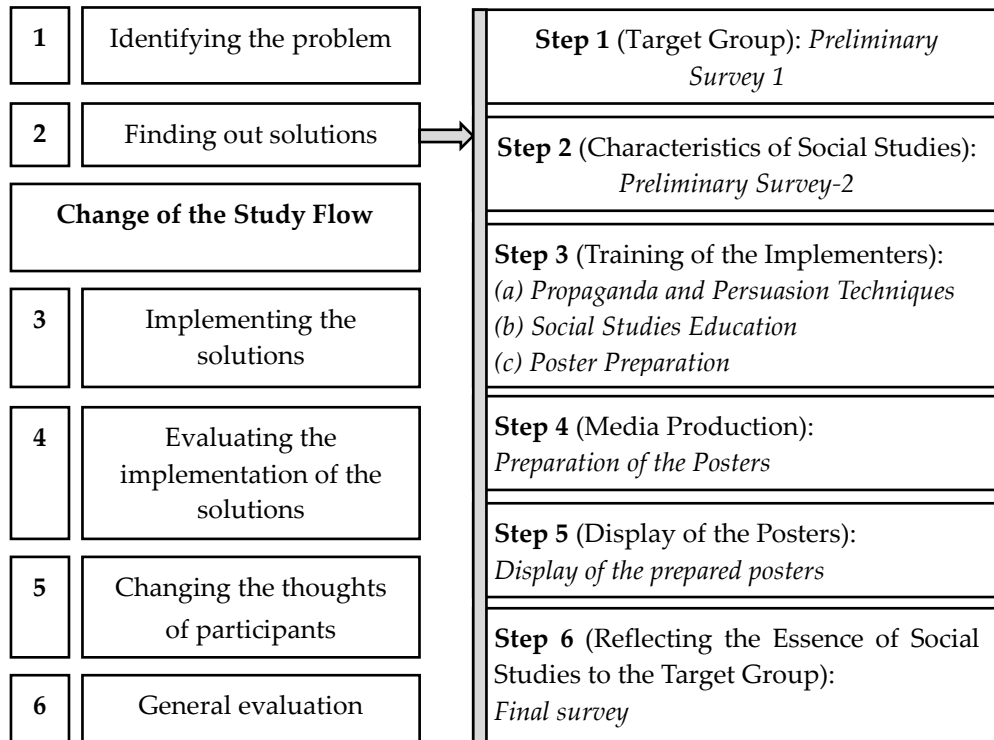 1
Identifying the problem
2
Finding out solutions
Change of the Study Flow
3
Implementing the
solutions
4
Evaluating the
implementation of the
solutions
5
Changing the thoughts
of participants
6
General evaluation
Step 1 (Target Group): Preliminary
Survey 1
Step 2 (Characteristics of Social Studies):
Preliminary Survey-2
Step 3 (Training of the Implementers):
(a) Propaganda and Persuasion Techniques
(b) Social Studies Education
(c) Poster Preparation
Step 4 (Media Production):
Preparation of the Posters
Step 5 (Display of the Posters):
Display of the prepared posters
Step 6 (Reflecting the Essence of Social
Studies to the Target Group):
Final survey